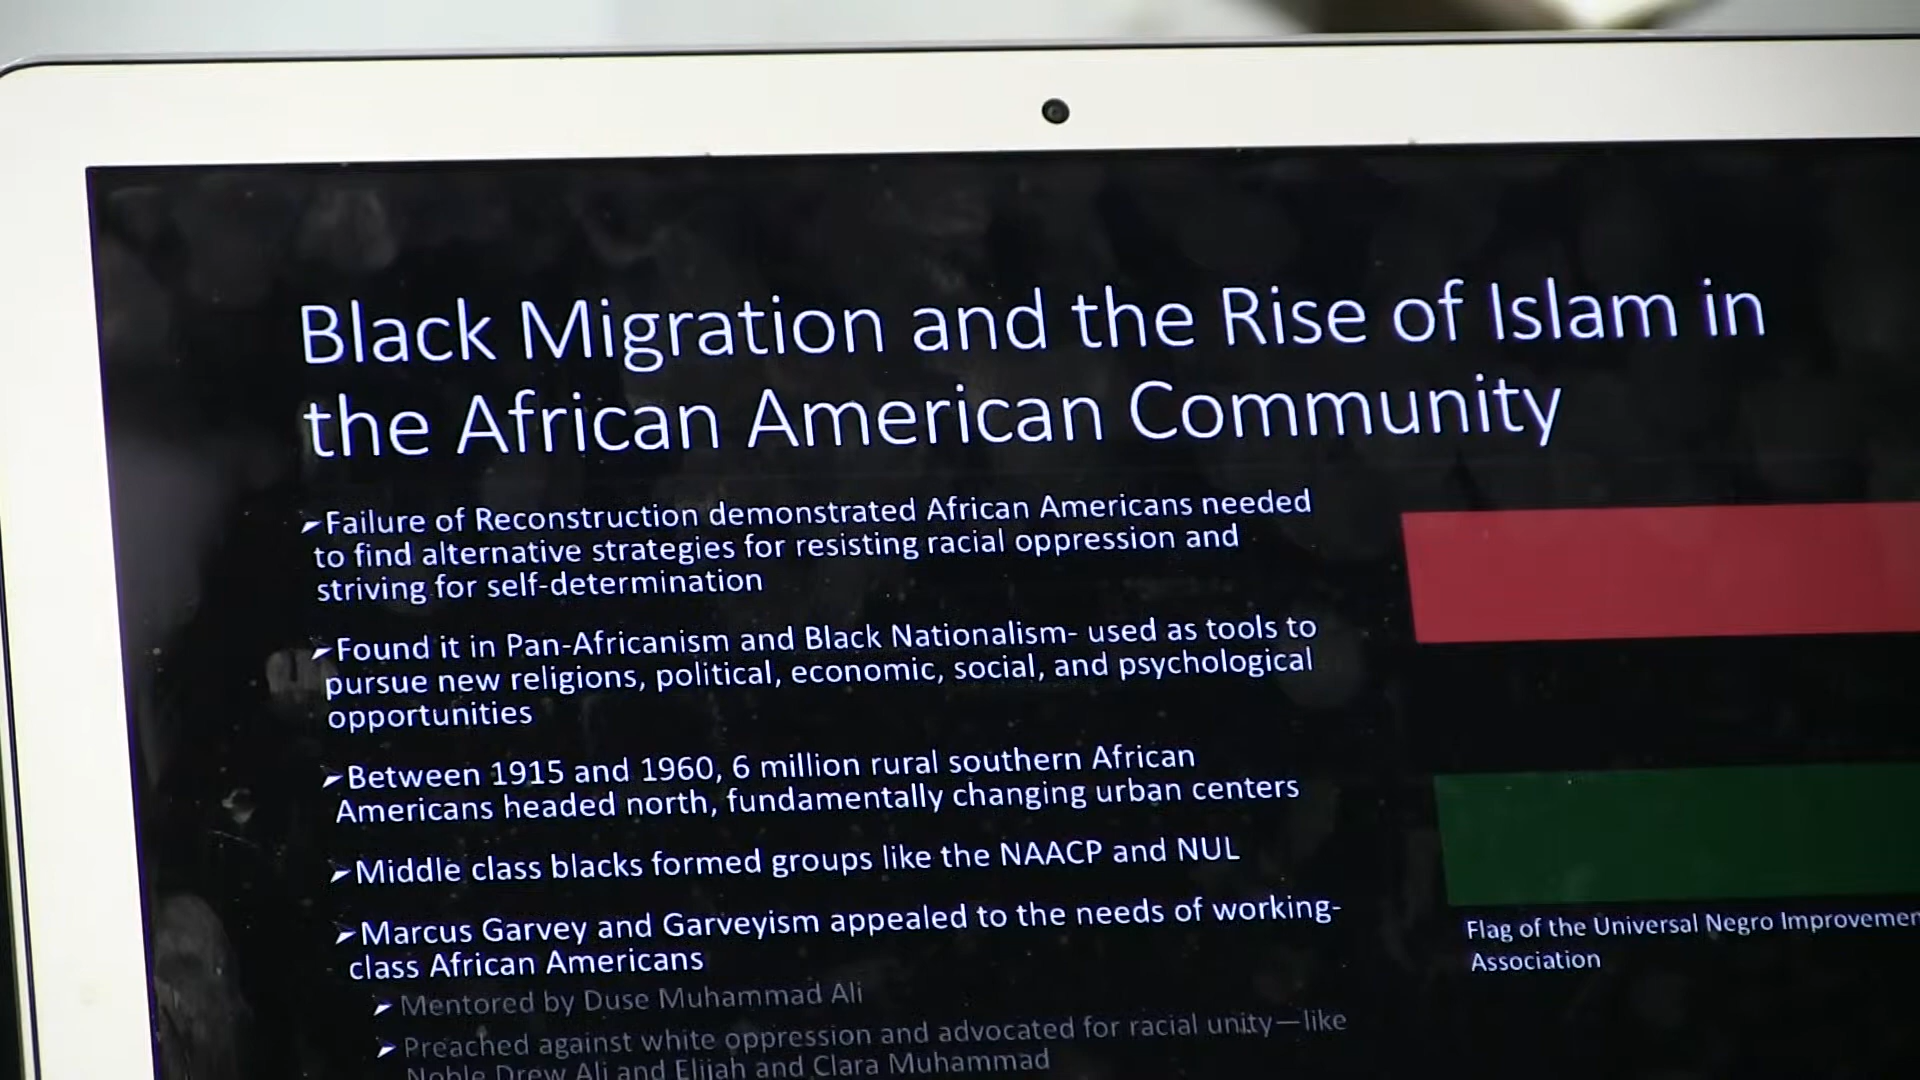 Black Migration and the Rise of Islam in
the African American Community
➢Failure of Reconstruction demonstrated African Americans needed
to find alternative strategies for resisting racial oppression and
striving for self-determination
➢Found it in Pan-Africanism and Black Nationalism- used as tools to
pursue new religions, political, economic, social, and psychological
opportunities
➢Between 1915 and 1960, 6 million rural southern African
Americans headed north, fundamentally changing urban centers
➢Middle class blacks formed groups like the NAACP and NUL
➢Marcus Garvey and Garveyism appealed to the needs of working-
class African Americans
➢Mentored by Duse Muhammad Ali
➢Preached against white oppression and advocated for racial unity—like
Noble Drew Ali and Elijah and Clara Muhammad
Flag of the Universal Negro Improvemen
Association